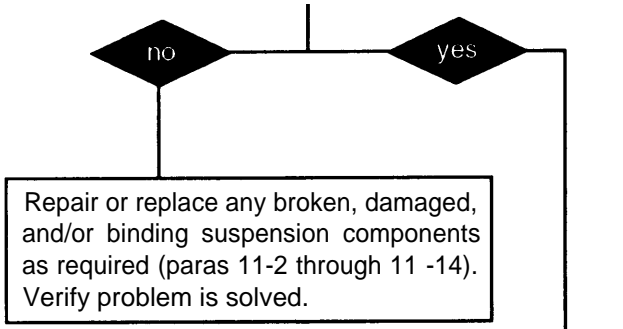 no
yes
Repair or replace any broken, damaged,
and/or binding suspension components
as required (paras 11-2 through 11 -14).
Verify problem is solved.